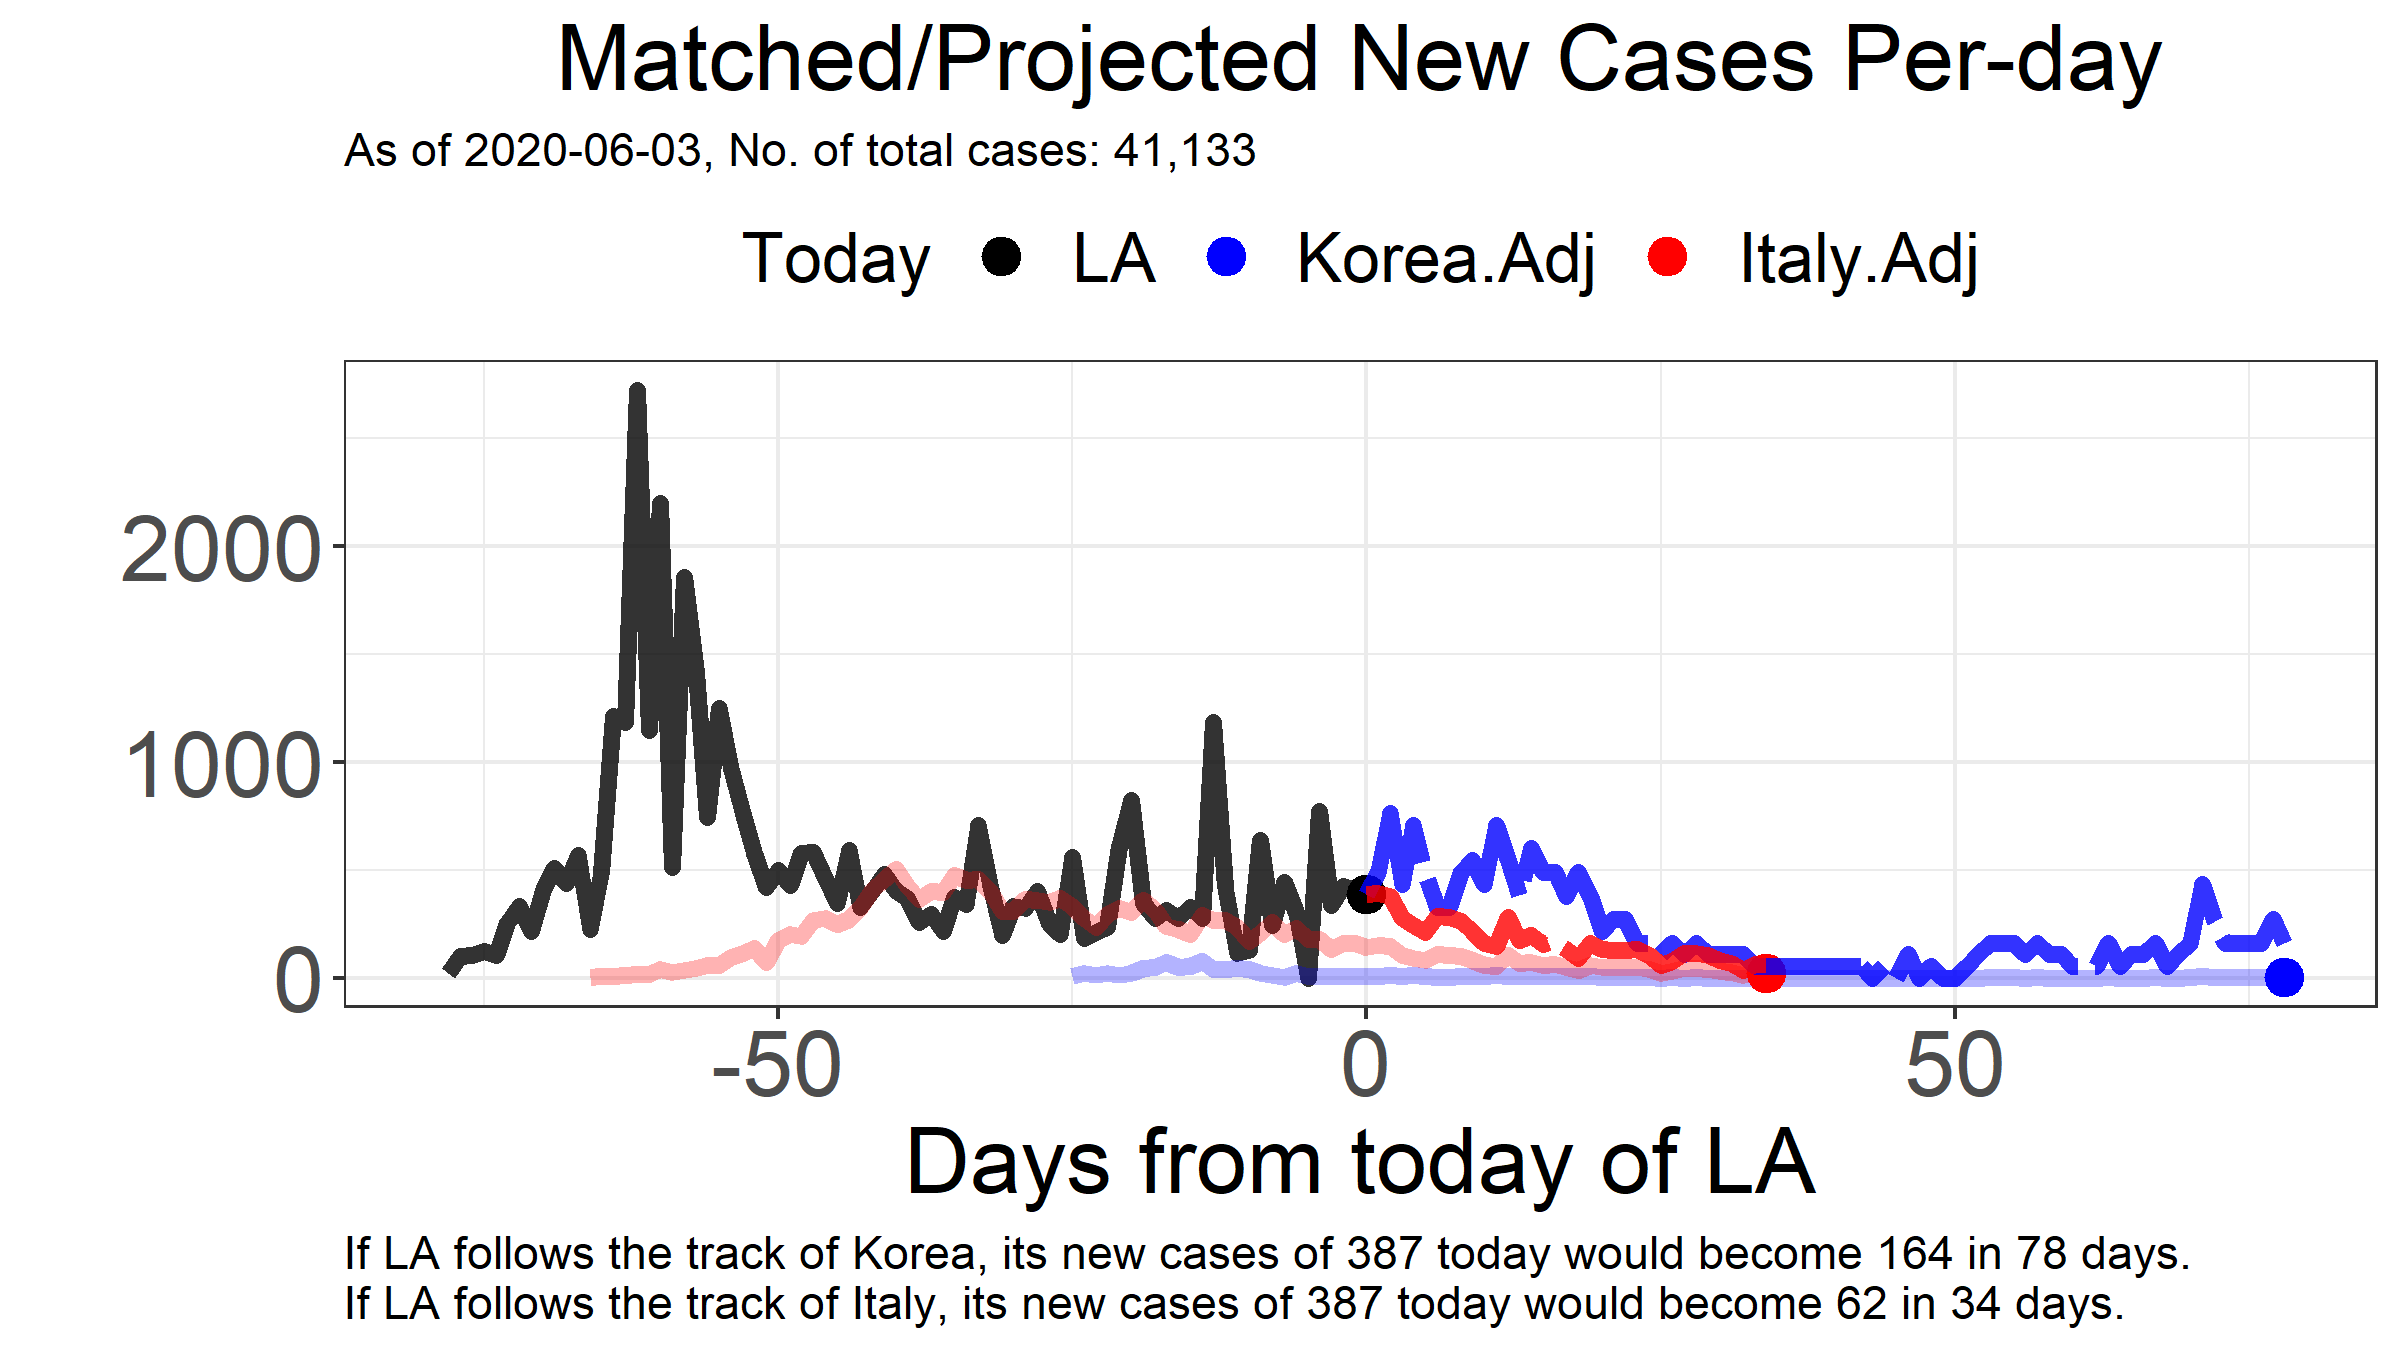 Matched/Projected New Cases Per-day
As of 2020-06-03, No. of total cases: 41,133
Today LA Korea.Adj Italy.Adj
2000
1000
0
-50 0 50
Days from today of LA
If LA follows the track of Korea, its new cases of 387 today would become 164 in 78 days.
If LA follows the track of Italy, its new cases of 387 today would become 62 in 34 days.